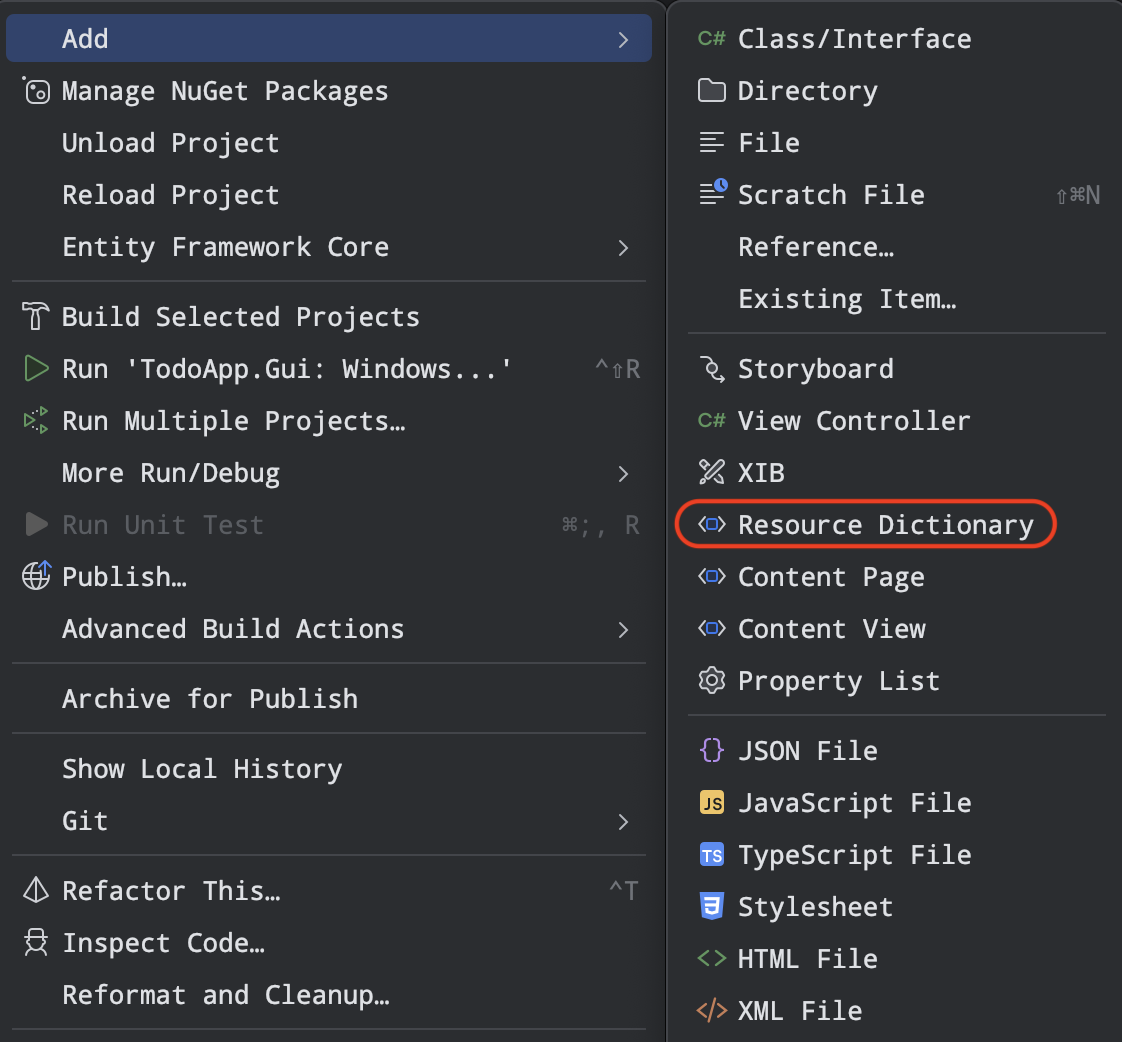 Add
Manage NuGet Packages
Unload Project
Reload Project
Entity Framework Core
Build Selected Projects
Run 'TodoApp.Gui: Windows...' ^⇧R
Run Multiple Projects…
More Run/Debug
Run Unit Test ⌘;, R
Publish…
Advanced Build Actions
Archive for Publish
Show Local History
Git
Refactor This… ^T
Inspect Code…
Reformat and Cleanup…
C# Class/Interface
Directory
File
Scratch File ⇧⌘N
Reference…
Existing Item…
Storyboard
C# View Controller
XIB
Resource Dictionary
Content Page
Content View
Property List
{} JSON File
JS JavaScript File
TS TypeScript File
Stylesheet
<> HTML File
</> XML File